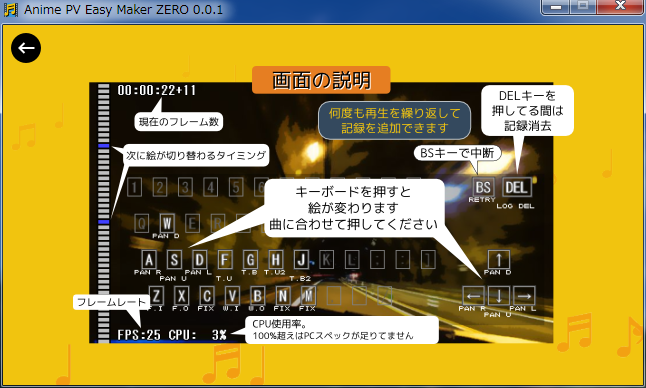 Anime PV Easy Maker ZERO 0.0.1
画面の説明
00:00:22+11
現在のフレーム数
何度も再生を繰り返して
記録を追加できます
DELキーを
押してる間は
記録消去
BSキーで中断
次に絵が切り替わるタイミング
1 2 3 4 5 6
BS DEL
RETRY
LOG DEL
キーボードを押すと
絵が変わります
曲に合わせて押してください
Q W E
PAN D
A S D F G H J K L : : ]
PAN R PAN L T.B T.U2
PAN U T.U T.B2
↑
PAN D
Z X C V B N M
F.O FIX W.I W.O FIX FIX
← ↓ →
PAN R PAN L
PAN U
フレームレート
FPS:25 CPU: 3%
CPU使用率。
100%超えはPCスペックが足りてません